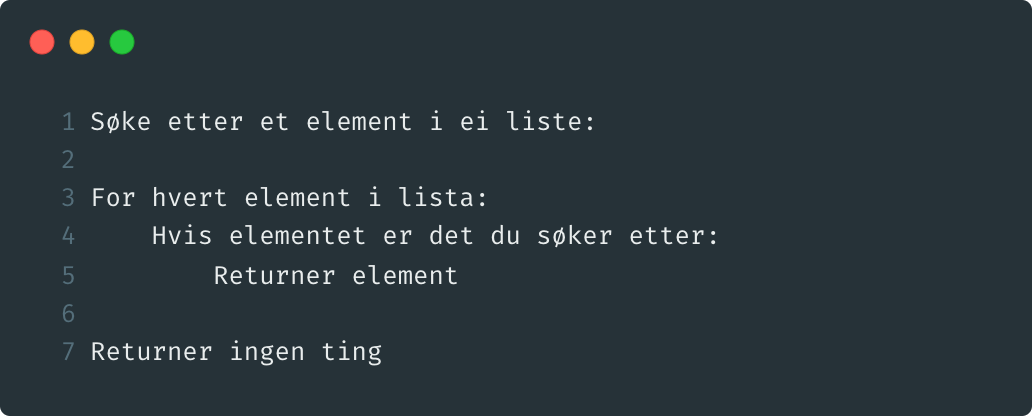 1 Søke etter et element i ei liste:
2
3 For hvert element i lista:
4     Hvis elementet er det du søker etter:
5         Returner element
6
7 Returner ingen ting